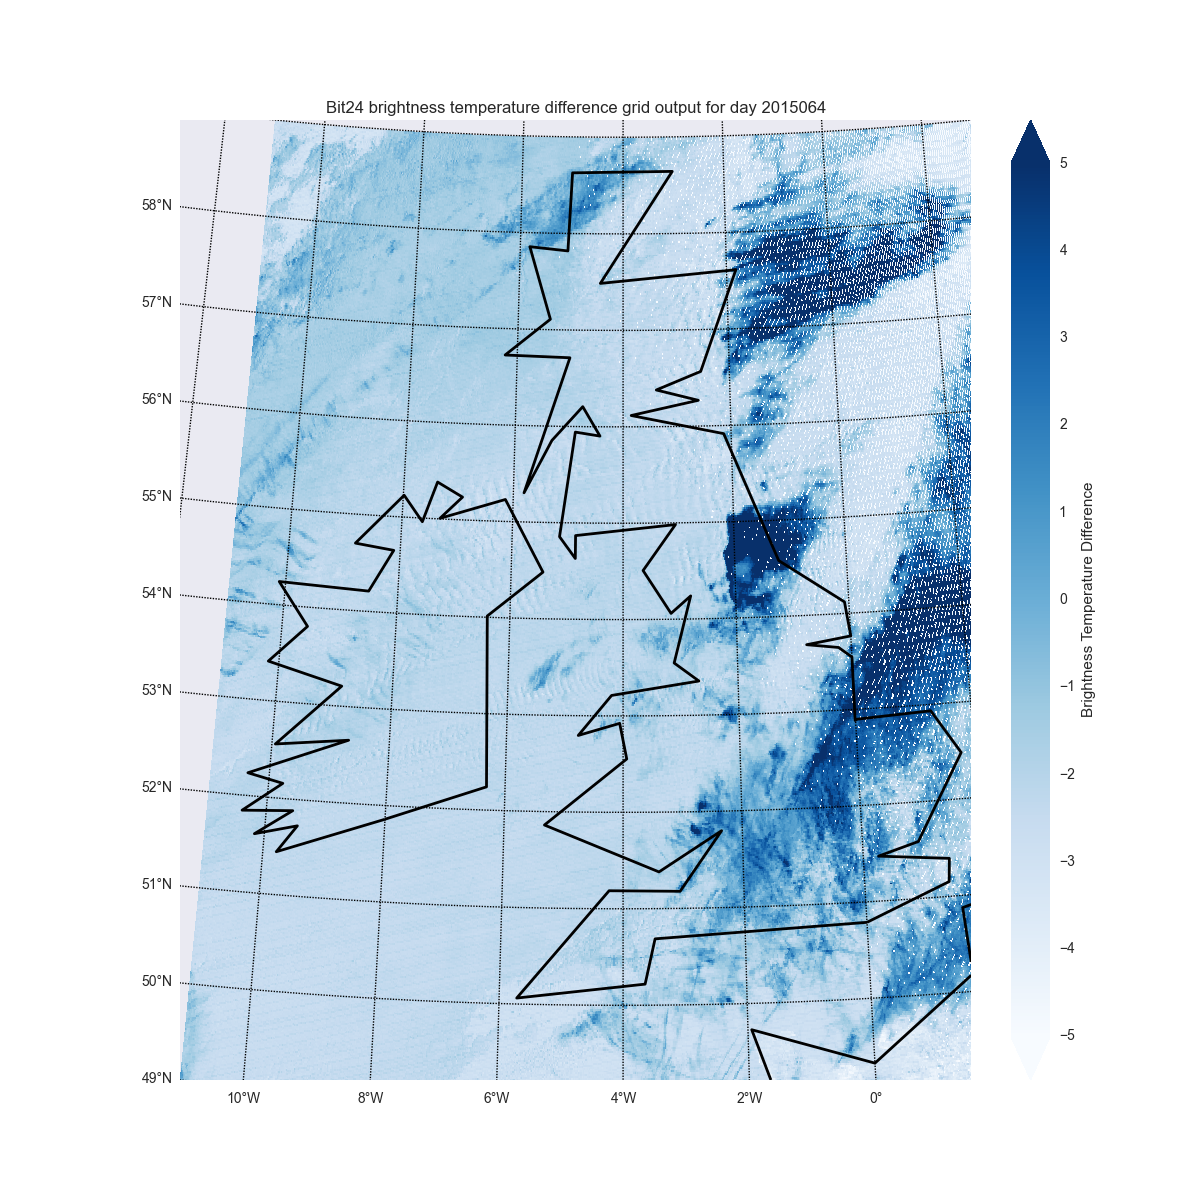 Bit24 brightness temperature difference grid output for day 2015064
58°N
57°N
56°N
55°N
54°N
53°N
52°N
51°N
50°N
49°N
10°W
8°W
6°W
4°W
2°W
0°
5
4
3
2
1
0
−1
−2
−3
−4
−5
Brightness Temperature Difference